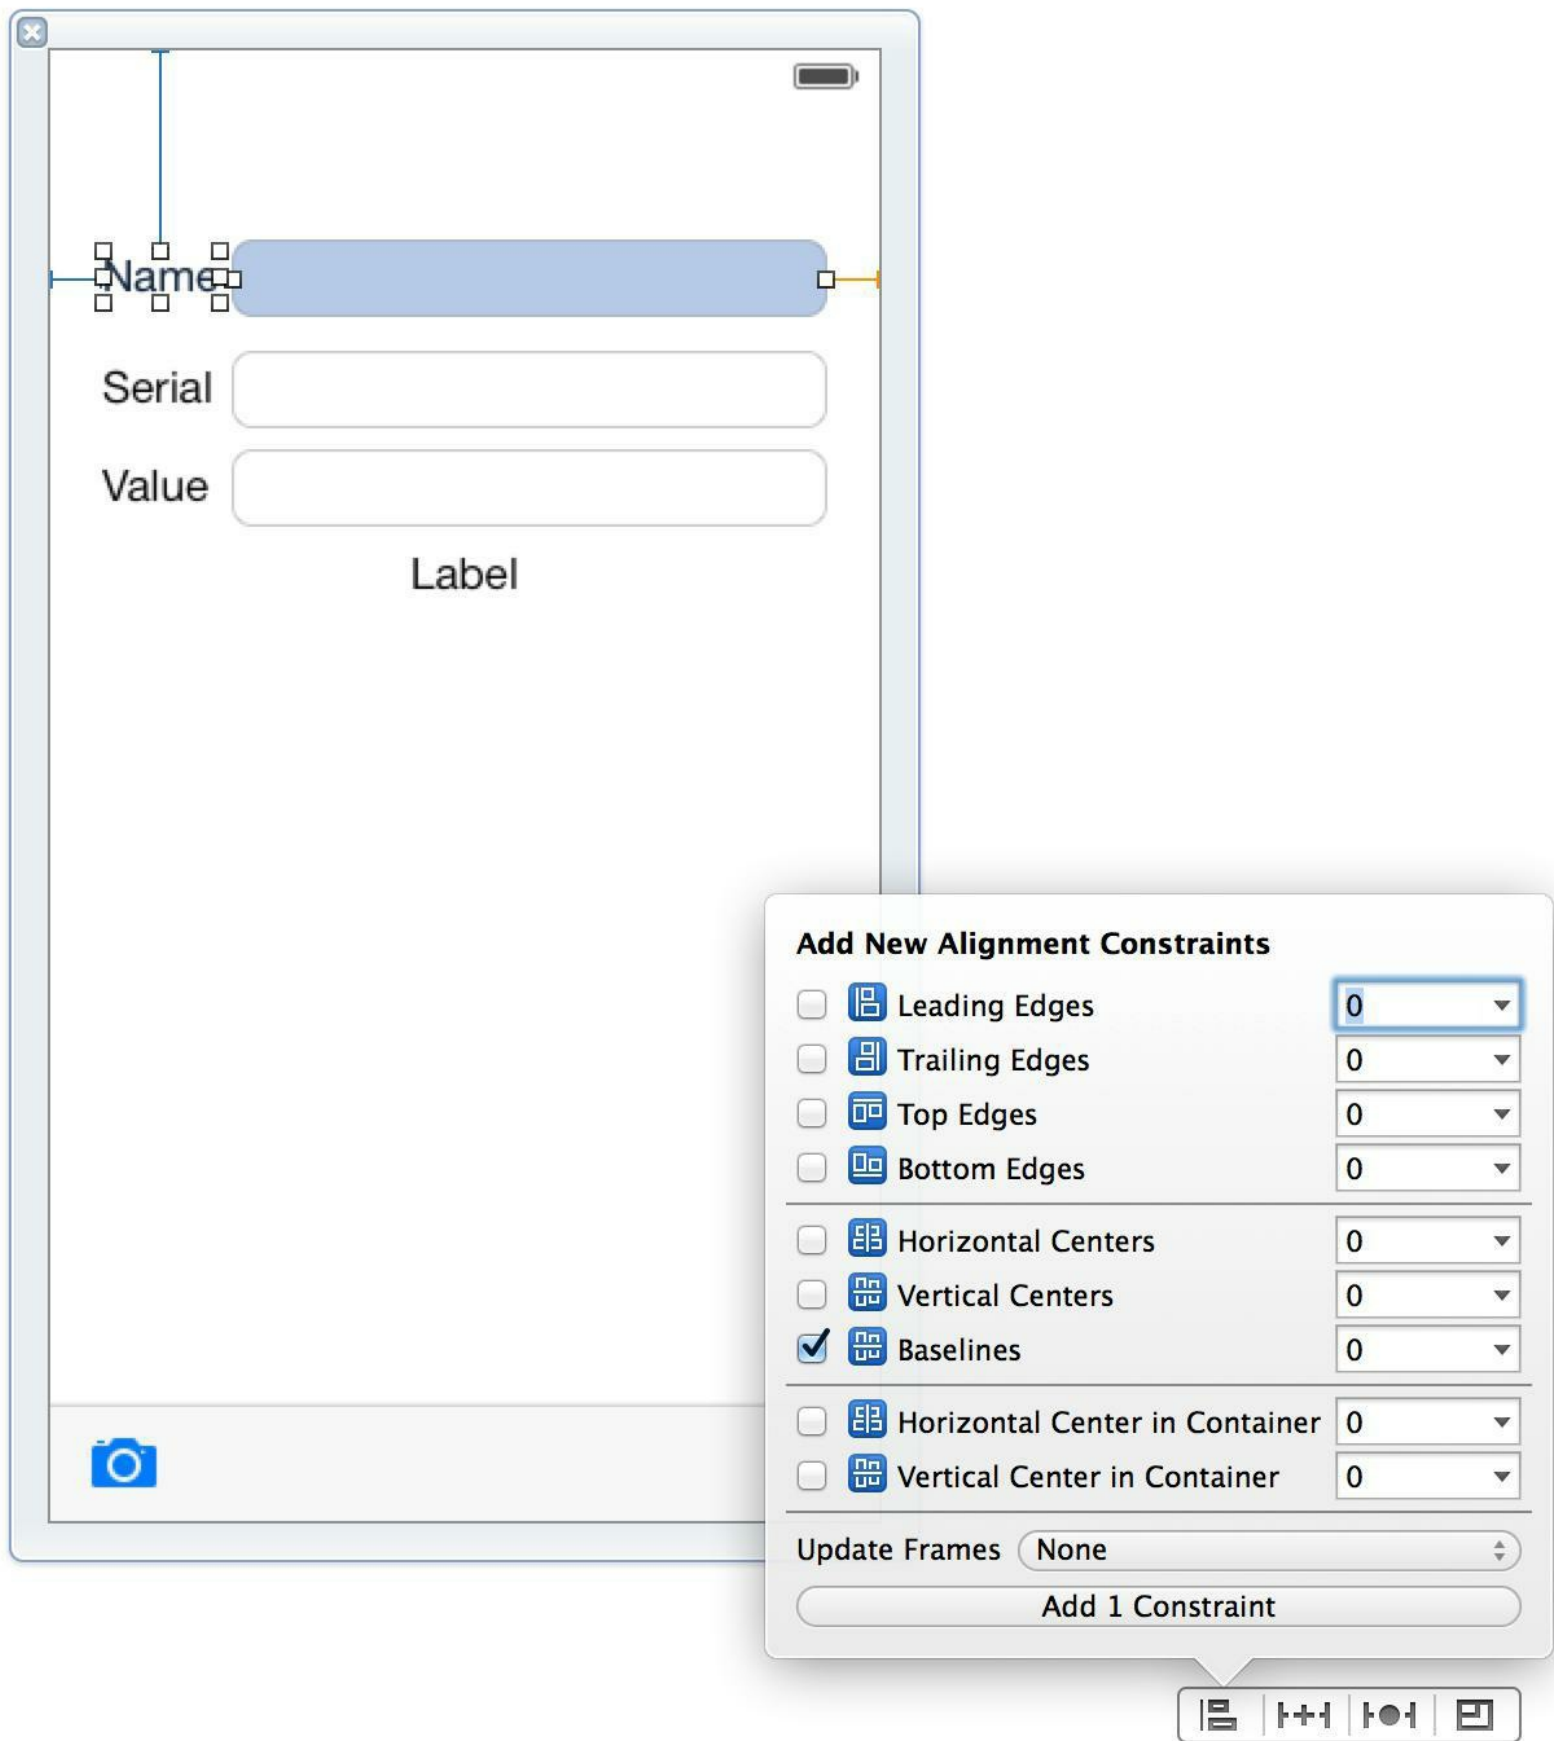 Name
Serial
Value
Label
Add New Alignment Constraints
Leading Edges 0
Trailing Edges 0
Top Edges 0
Bottom Edges 0
Horizontal Centers 0
Vertical Centers 0
Baselines 0
Horizontal Center in Container 0
Vertical Center in Container 0
Update Frames None
Add 1 Constraint